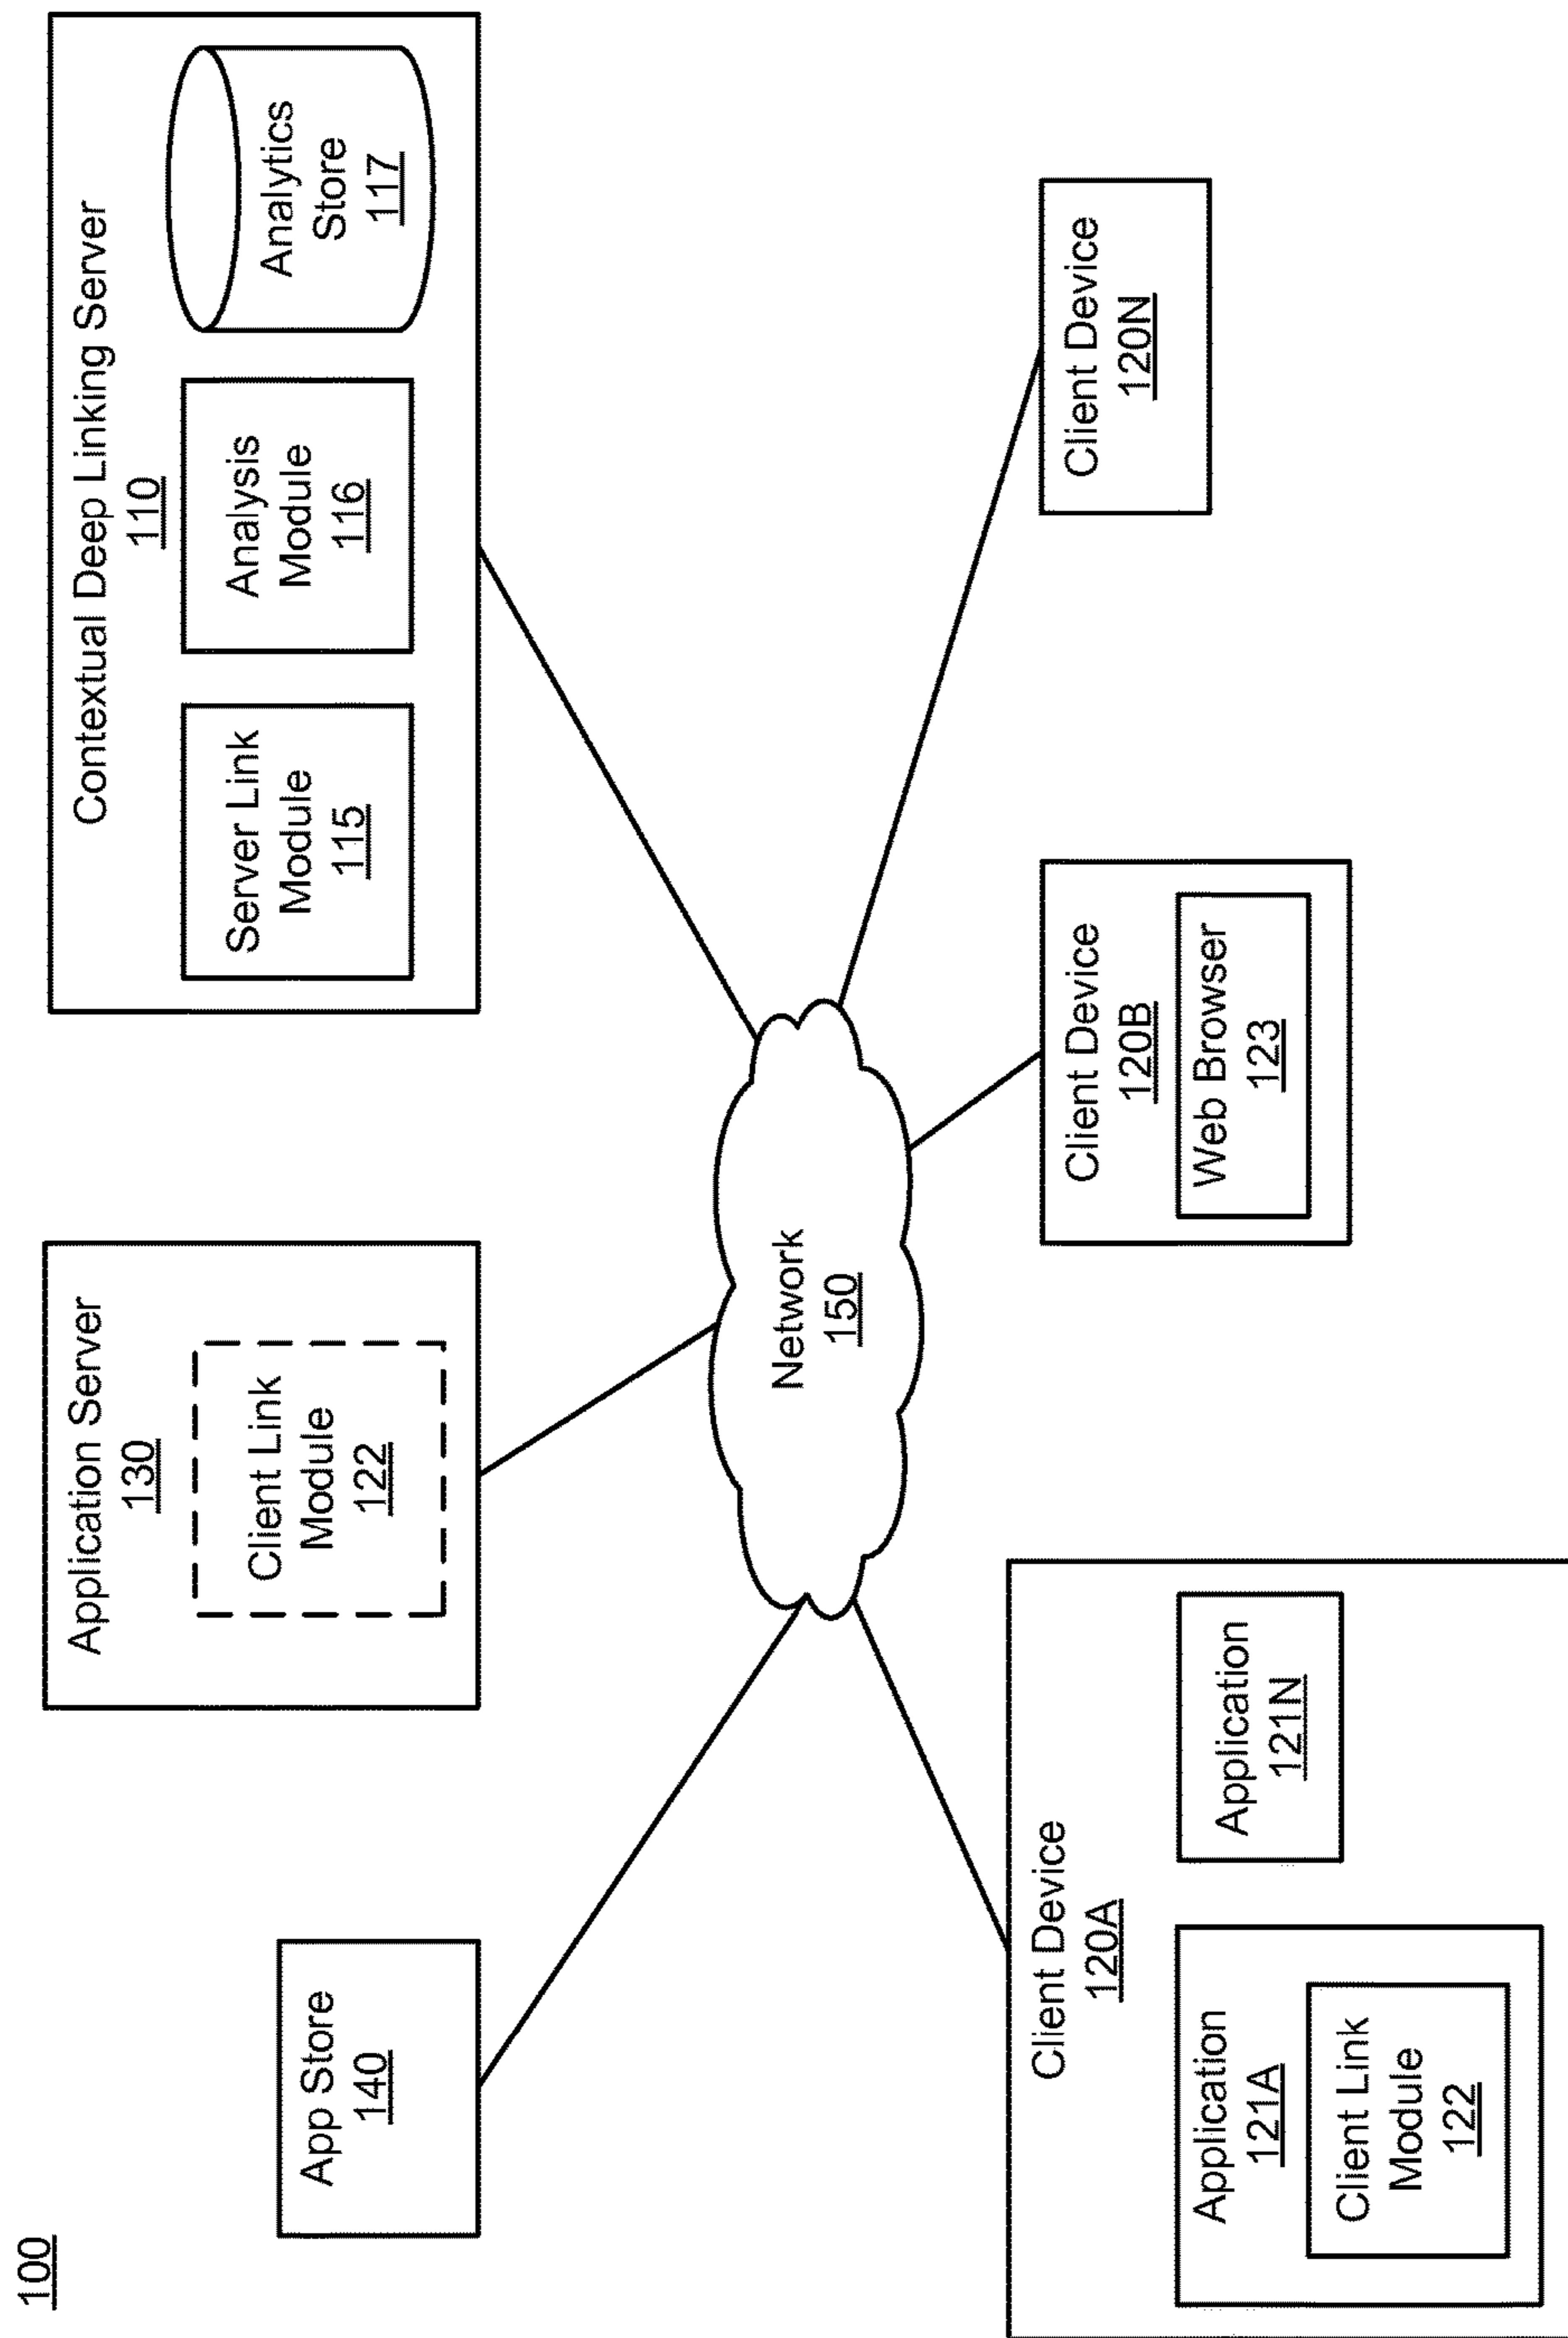 100
App Store
140
Application Server
130
Client Link
Module
122
Contextual Deep Linking Server
110
Server Link
Module
115
Analysis
Module
116
Analytics
Store
117
Network
150
Client Device
120A
Application
121A
Client Link
Module
122
Application
121N
Client Device
120B
Web Browser
123
Client Device
120N